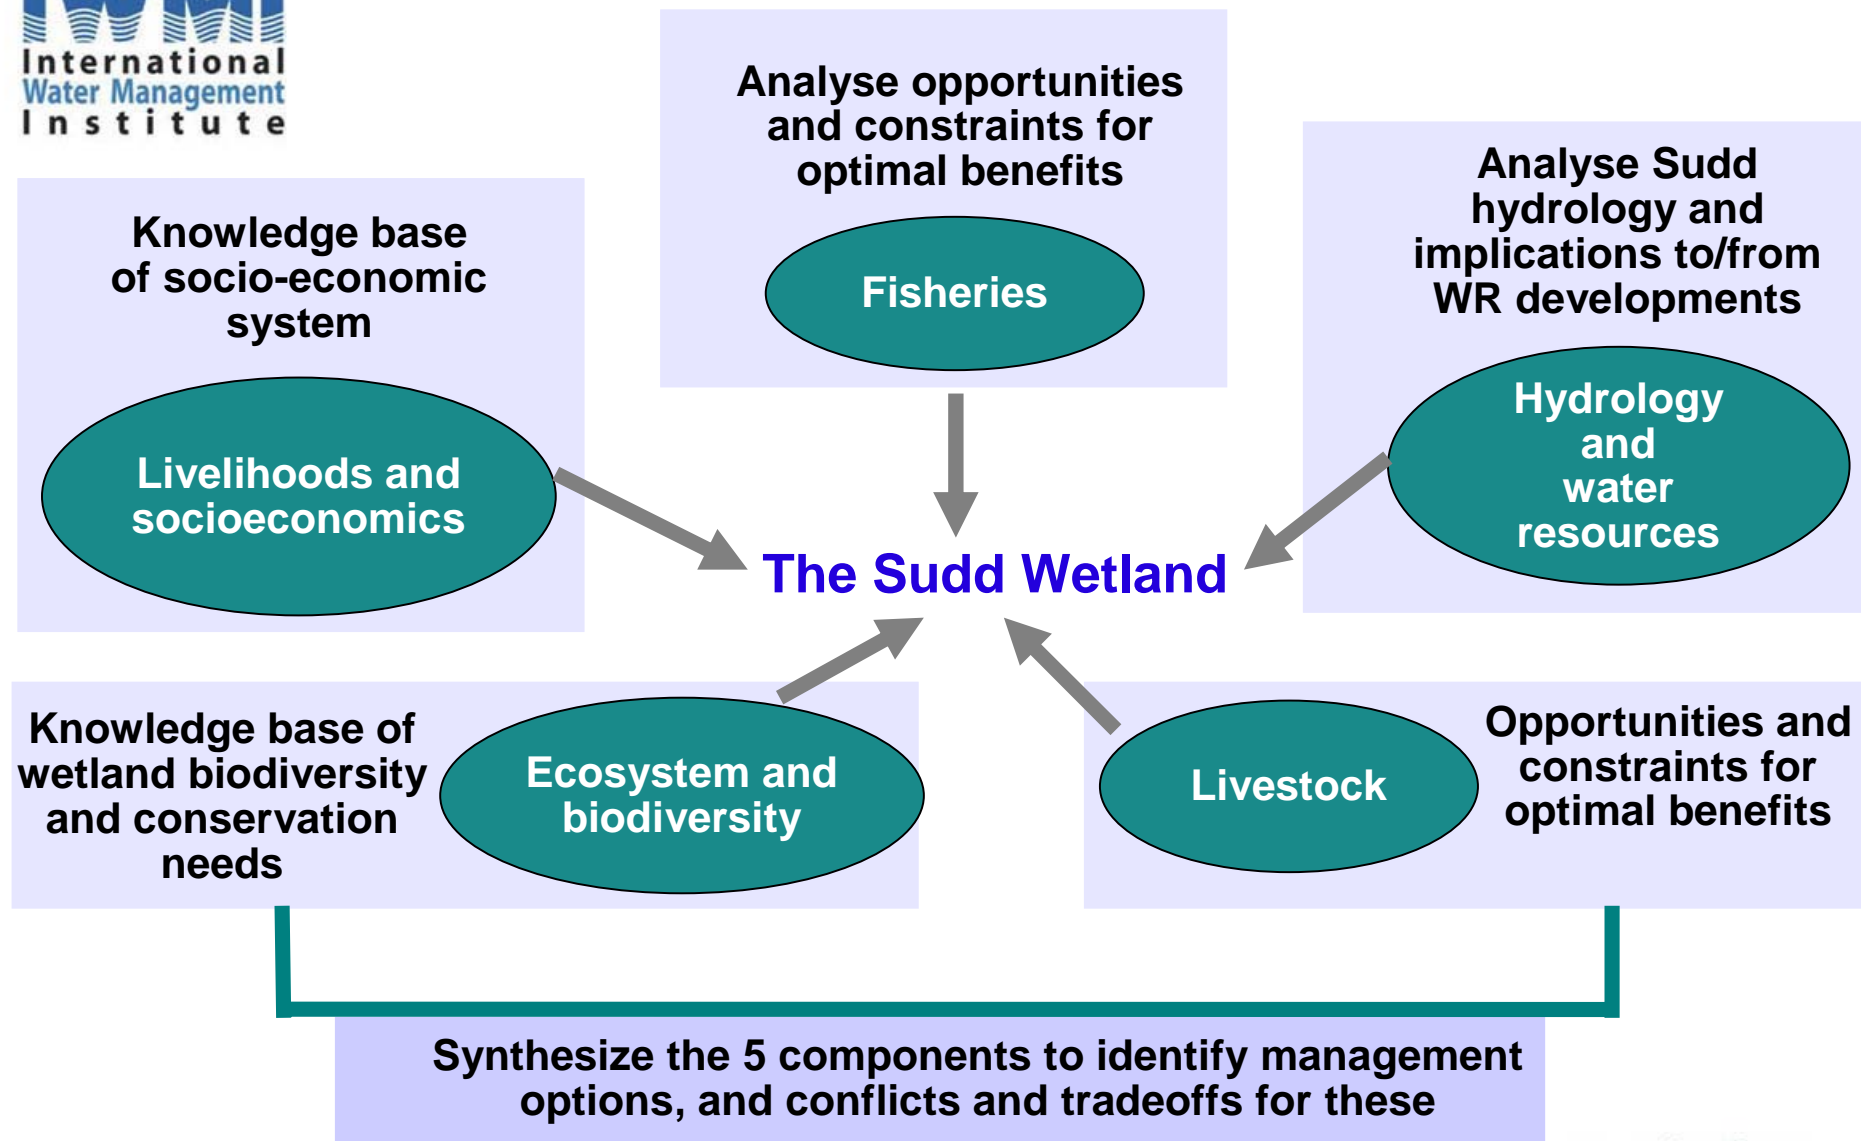 IWMI
International
Water Management
Institute
Analyse opportunities
and constraints for
optimal benefits
Fisheries
Analyse Sudd
hydrology and
implications to/from
WR developments
Hydrology
and
water
resources
Knowledge base
of socio-economic
system
Livelihoods and
socioeconomics
The Sudd Wetland
Knowledge base of
wetland biodiversity
and conservation
needs
Ecosystem and
biodiversity
Livestock
Opportunities and
constraints for
optimal benefits
Synthesize the 5 components to identify management
options, and conflicts and tradeoffs for these